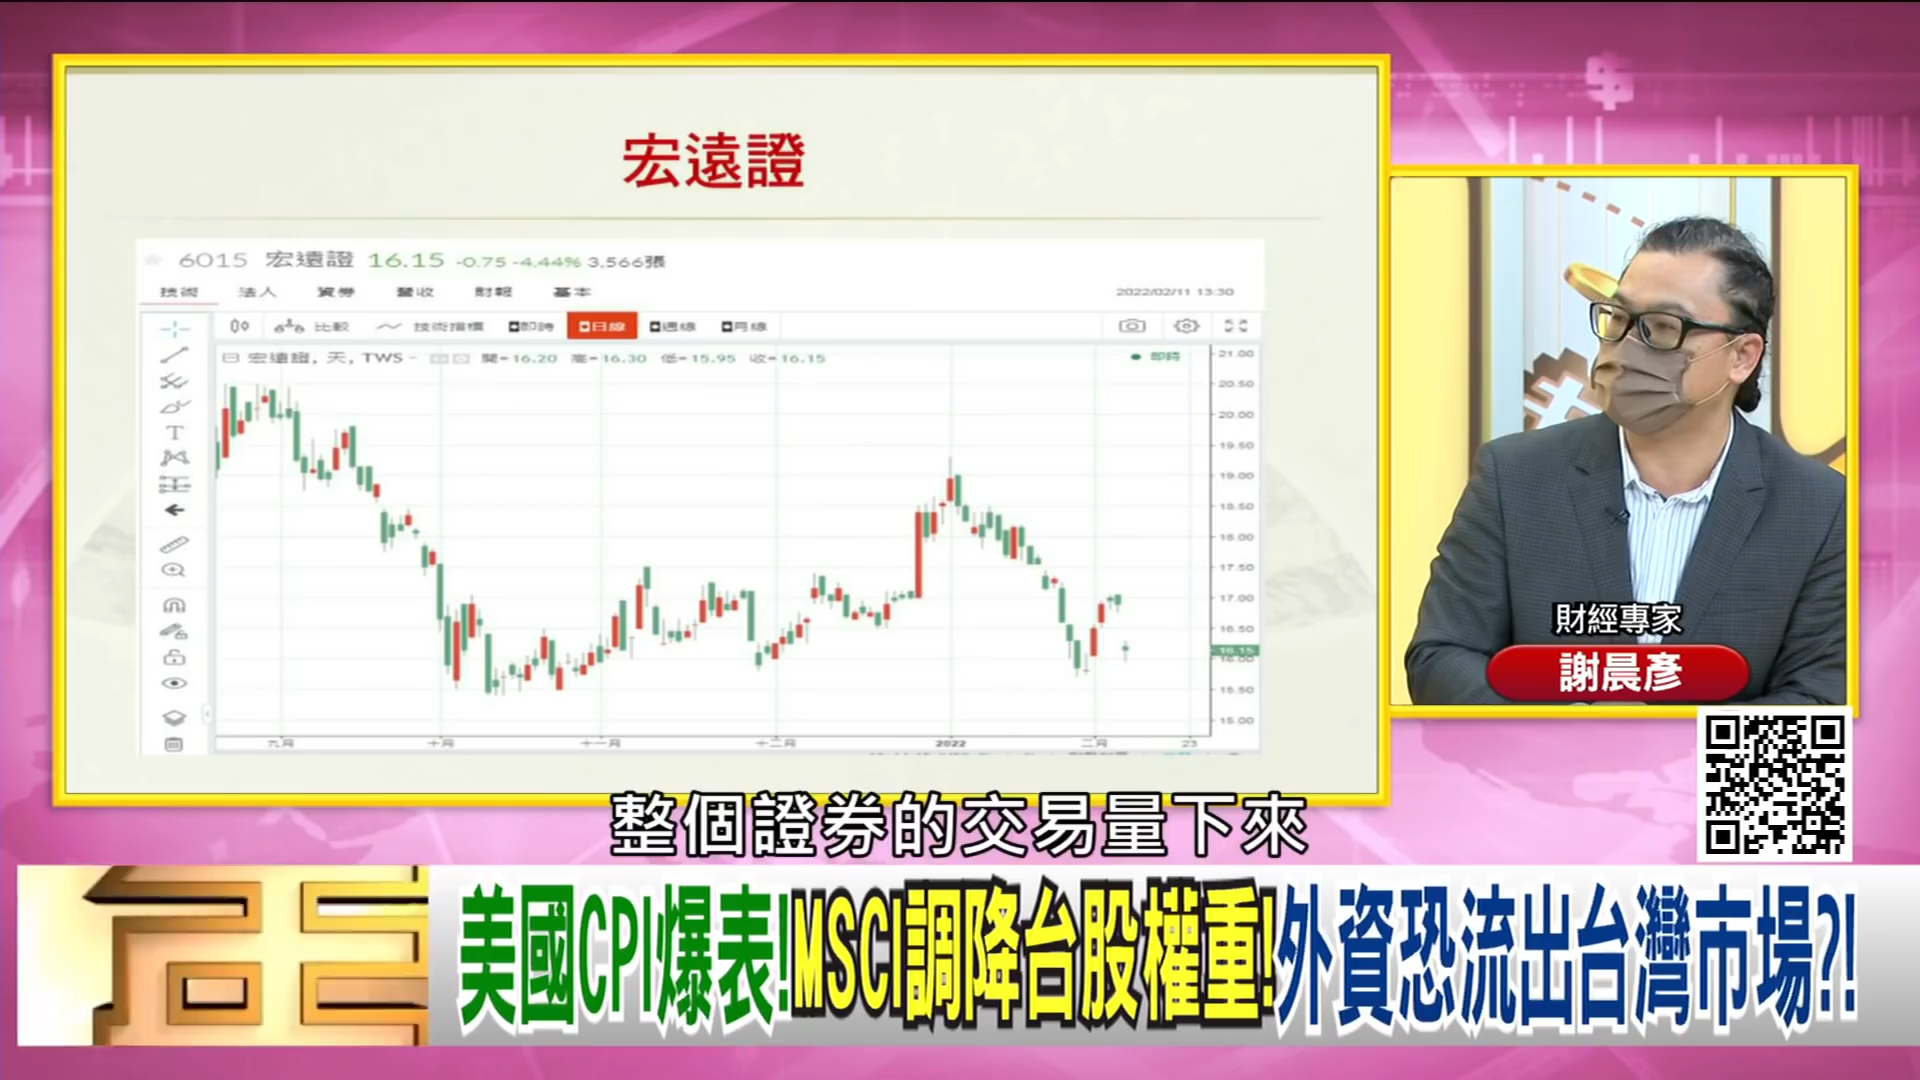 宏遠證
6015 宏遠證 16.15 -0.75 -4.44% 3,566張
技術 法人 資券 營收 財報 基本
2022/02/11 13:30
比較 技術指標 即時 日線 週線 月線
宏遠證, 天, TWS 開=16.20 高=16.30 低=15.95 收=16.15
即時
21.00
20.50
20.00
19.50
19.00
18.50
18.00
17.50
17.00
16.50
16.15
16.00
15.50
15.00
九月 十月 十一月 十二月 2022 二月 23
財經專家
謝晨彥
整個證券的交易量下來
美國CPI爆表!MSCI調降台股權重!外資恐流出台灣市場?!